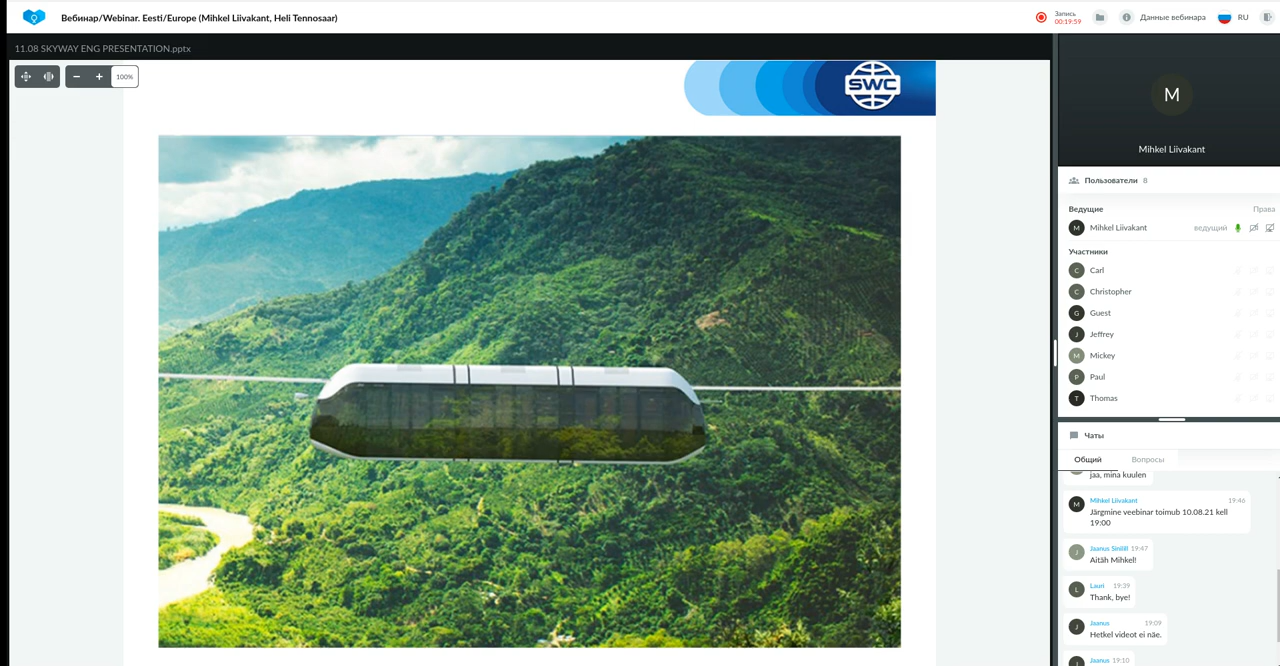 Вебинар/Webinar. Eesti/Europe (Mihkel Liivakant, Heli Tennosaar)
Запись
00:19:59
Данные вебинара
RU
11.08 SKYWAY ENG PRESENTATION.pptx
100%
SWC
M
Mihkel Liivakant
Пользователи 8
Ведущие Права
M Mihkel Liivakant ведущий
Участники
C Carl
C Christopher
G Guest
J Jeffrey
M Mickey
P Paul
T Thomas
Чаты
Общий Вопросы
jaa, mina kuulen
M Mihkel Liivakant 19:46
Järgmine veebinar toimub 10.08.21 kell
19:00
J Jaanus Sinilill 19:47
Aitäh Mihkel!
L Lauri 19:39
Thank, bye!
J Jaanus 19:09
Hetkel videot ei näe.
J Jaanus 19:10